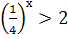 (1/4)^x > 2